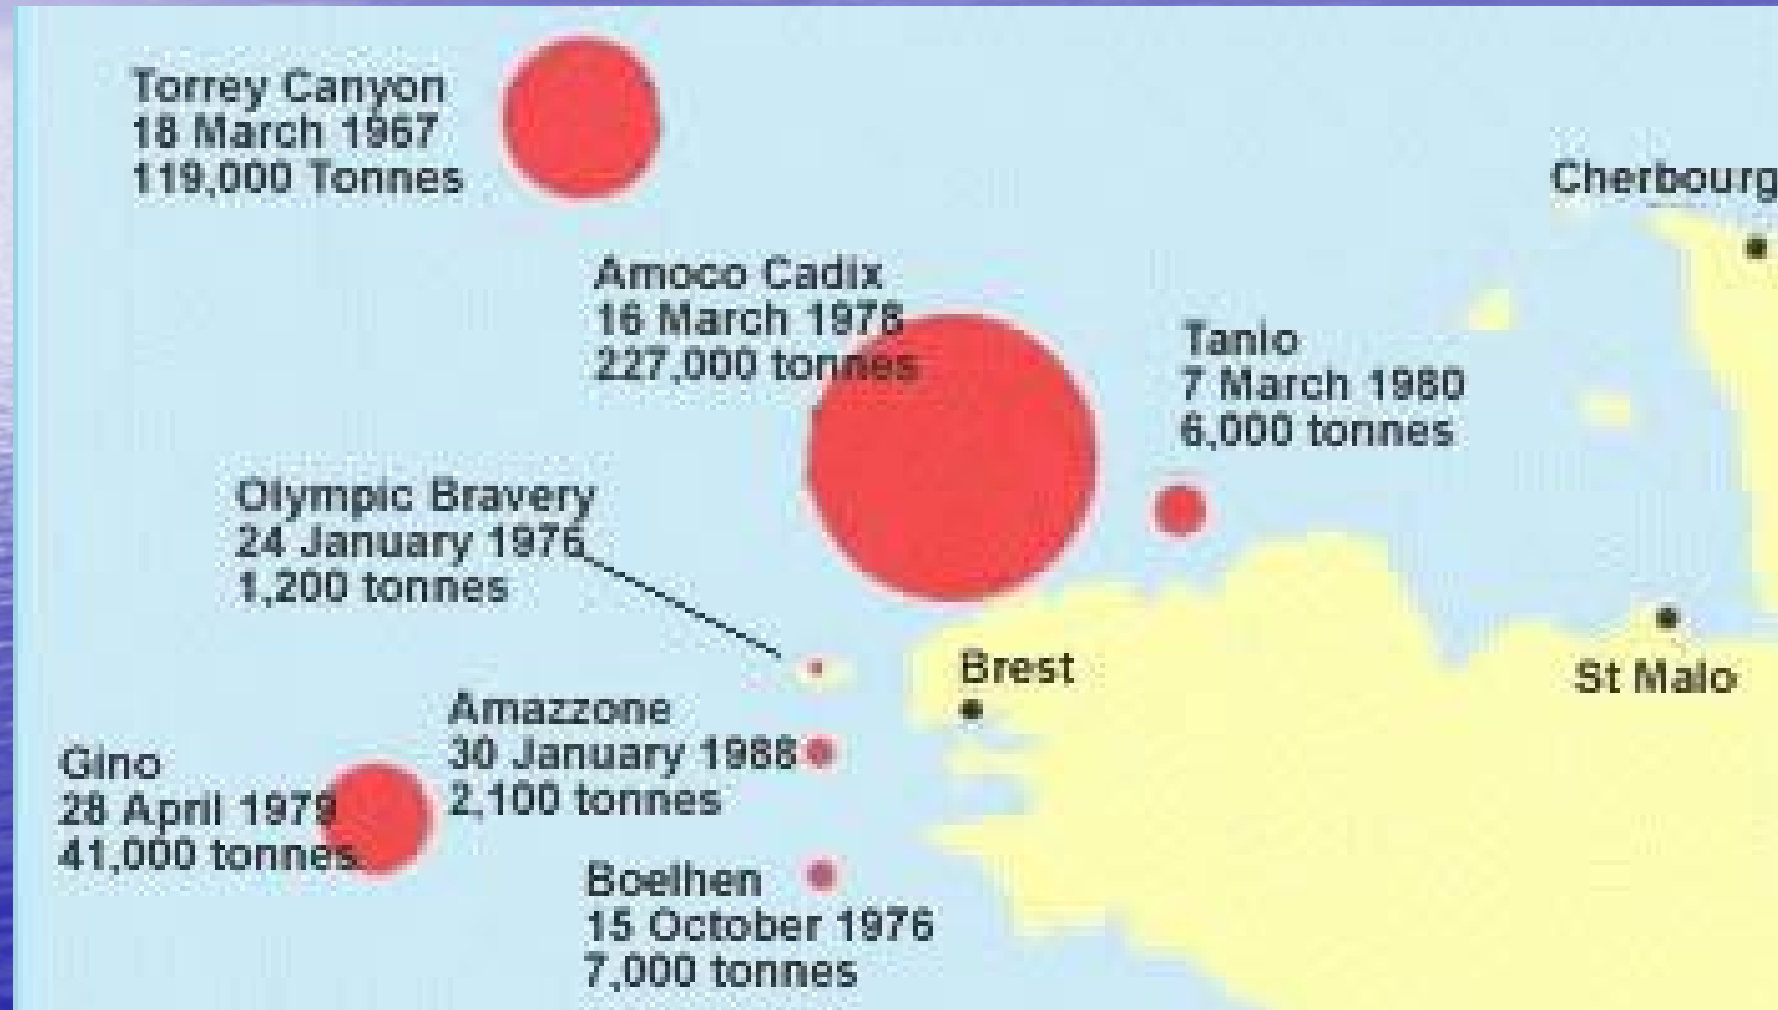 Torrey Canyon
18 March 1967
119,000 Tonnes
Cherbourg
Amoco Cadix
16 March 1978
227,000 tonnes
Tanio
7 March 1980
6,000 tonnes
Olympic Bravery
24 January 1976
1,200 tonnes
Brest
St Malo
Amazzone
30 January 1988
2,100 tonnes
Gino
28 April 1979
41,000 tonnes
Boelhen
15 October 1976
7,000 tonnes